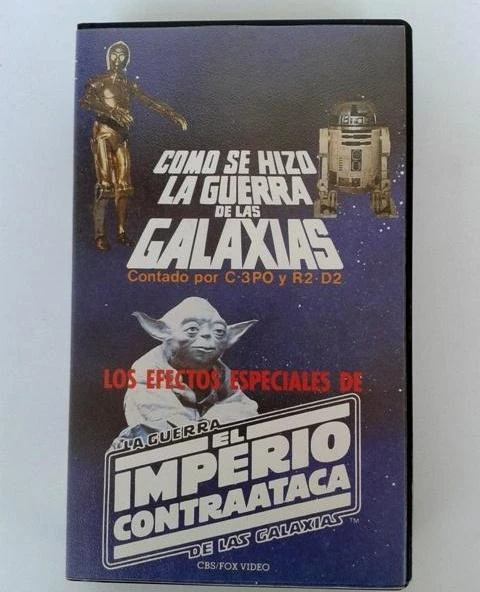 COMO SE HIZO
LA GUERRA
DE LAS
GALAXIAS
Contado por C-3PO y R2-D2
LOS EFECTOS ESPECIALES DE
LA GUERRA
EL
IMPERIO
CONTRAATACA
DE LAS GALAXIAS TM
CBS/FOX VIDEO